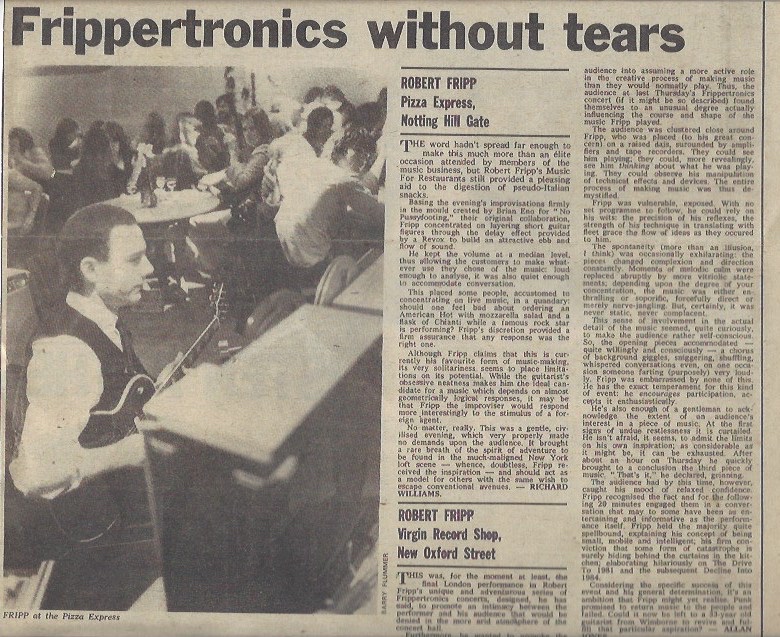 Frippertronics without tears
BARRY PLUMMER
FRIPP at the Pizza Express
ROBERT FRIPP
Pizza Express,
Notting Hill Gate
THE word hadn't spread far enough to
make this much more than an élite
occasion attended by members of the
music business, but Robert Fripp's Music
For Restaurants still provided a pleasing
aid to the digestion of pseudo-Italian
snacks.
Basing the evening's improvisations firmly
in the mould created by Brian Eno for "No
Pussyfooting," their original collaboration,
Fripp concentrated on layering short guitar
figures through the delay effect provided
by a Revox to build an attractive ebb and
flow of sound.
He kept the volume at a median level,
thus allowing the customers to make what-
ever use they chose of the music: loud
enough to analyse, it was also quiet enough
to accommodate conversation.
This placed some people, accustomed to
concentrating on live music, in a quandary:
should one feel bad about ordering an
American Hot with mozzarella salad and a
flask of Chianti while a famous rock star
is performing? Fripp's discretion provided a
firm assurance that any response was the
right one.
Although Fripp claims that this is cur-
rently his favourite form of music-making,
its very solitariness seems to place limita-
tions on its potential. While the guitarist's
obsessive neatness makes him the ideal can-
didate for a music which depends on almost
geometrically logical responses, it may be
that Fripp the improviser would respond
more interestingly to the stimulus of a for-
eign agent.
No matter, really. This was a gentle, civ-
ilised evening, which very properly made
no demands upon the audience. It brought
a rare breath of the spirit of adventure to
be found in the much-maligned New York
loft scene — whence, doubtless, Fripp re-
ceived the inspiration — and should act as
a model for others with the same wish to
escape conventional avenues. — RICHARD
WILLIAMS.
ROBERT FRIPP
Virgin Record Shop,
New Oxford Street
THIS was, for the moment at least, the
final London performance in Robert
Fripp's unique and adventurous series of
Frippertronics concerts, designed, he has
said, to promote an intimacy between the
performer and his audience that would be
denied in the more arid atmosphere of the
concert hall.
Furthermore, he wanted to
audience into assuming a more active role
in the creative process of making music
than they would normally play. Thus, the
audience at last Thursday's Frippertronics
concert (if it might be so described) found
themselves to an unusual degree actually
influencing the course and shape of the
music Fripp played.
The audience was clustered close around
Fripp, who was placed (to his great con-
cern) on a raised dais, surrounded by ampli-
fiers and tape recorders. They could see
him playing; they could, more revealingly,
see him thinking about what he was play-
ing. They could observe his manipulation
of technical effects and devices. The entire
process of making music was thus de-
mystified.
Fripp was vulnerable, exposed. With no
set programme to follow, he could rely on
his wits: the precision of his reflexes, the
strength of his technique in translating with
fleet grace the flow of ideas as they occurred
to him.
The spontaneity (more than an illusion,
I think) was occasionally exhilarating: the
pieces changed complexion and direction
constantly. Moments of melodic calm were
replaced abruptly by more vitriolic state-
ments; depending upon the degree of your
concentration, the music was either en-
thralling or soporific, forcefully direct or
merely nerve-jangling. But, certainly, it was
never static, never complacent.
This sense of involvement in the actual
detail of the music seemed, quite curiously,
to make the audience rather self-conscious.
So, the opening pieces accommodated —
quite willingly and consciously — a chorus
of background giggles, sniggering, shuffling,
whispered conversations even, on one occa-
sion someone farting (purposely) very loud-
ly. Fripp was embarrassed by none of this.
He has the exact temperament for this kind
of event: he encourages participation, ac-
cepts it enthusiastically.
He's also enough of a gentleman to ack-
nowledge the extent of an audience's
interest in a piece of music. At the first
signs of undue restlessness it is curtailed.
He isn't afraid, it seems, to admit the limits
on his own inspiration; as considerable as
it might be, it can be exhausted. After
about an hour on Thursday he quickly
brought to a conclusion the third piece of
music. "That's it," he declared, grinning.
The audience had by this time, however,
caught his mood of relaxed confidence.
Fripp recognised the fact and for the follow-
ing 20 minutes engaged them in a conver-
sation that may to some have been as en-
tertaining and informative as the performance
itself. Fripp held the majority quite
spellbound, explaining his concept of being
small, mobile and intelligent; his firm con-
viction that some form of catastrophe is
surely hiding behind the curtains in the kit-
chen; elaborating hilariously on The Drive
To 1981 and the subsequent Decline Into
1984.
Considering the specific success of this
event and his general determination, it's an
ambition that Fripp might yet realise. Punk
promised to return music to the people and
failed. Could it now be left to a 33-year old
guitarist from Wimborne to revive and ful-
fil that particular aspiration? — ALLAN